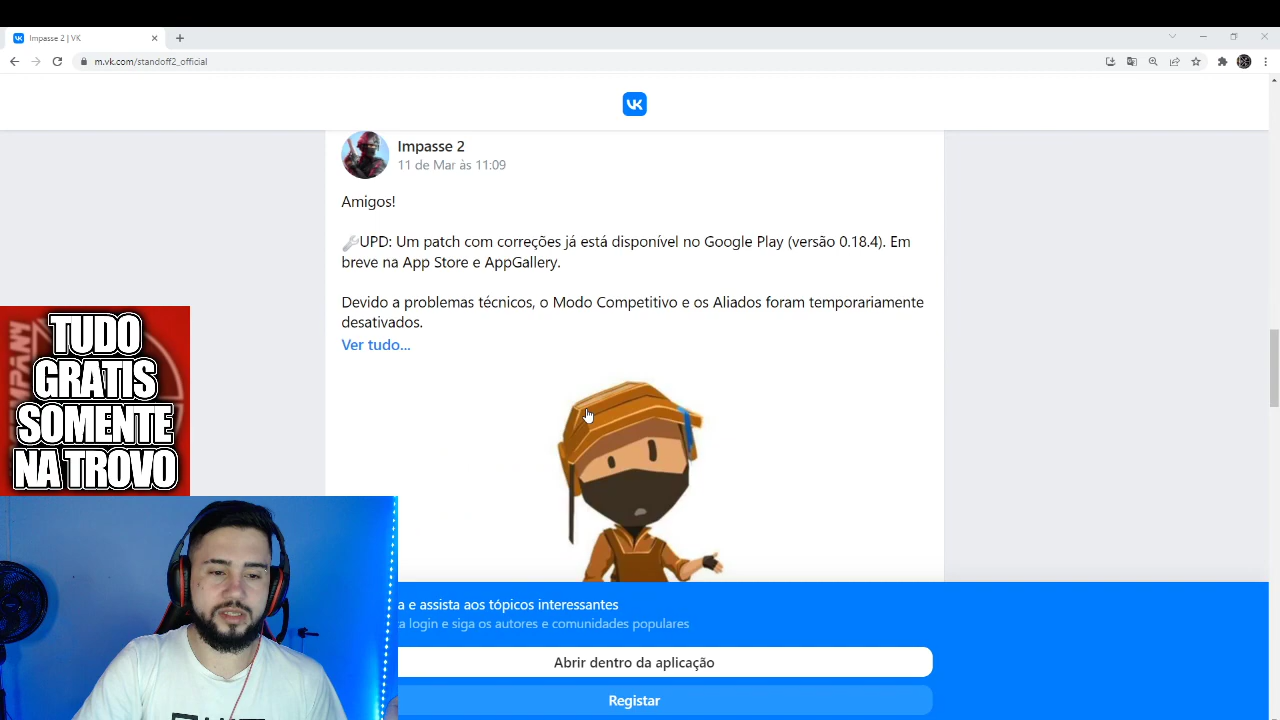 Impasse 2 | VK
m.vk.com/standoff2_official
Impasse 2
11 de Mar às 11:09
Amigos!
UPD: Um patch com correções já está disponível no Google Play (versão 0.18.4). Em
breve na App Store e AppGallery.
Devido a problemas técnicos, o Modo Competitivo e os Aliados foram temporariamente
desativados.
Ver tudo...
TUDO
GRATIS
SOMENTE
NA TROVO
a e assista aos tópicos interessantes
login e siga os autores e comunidades populares
Abrir dentro da aplicação
Registar